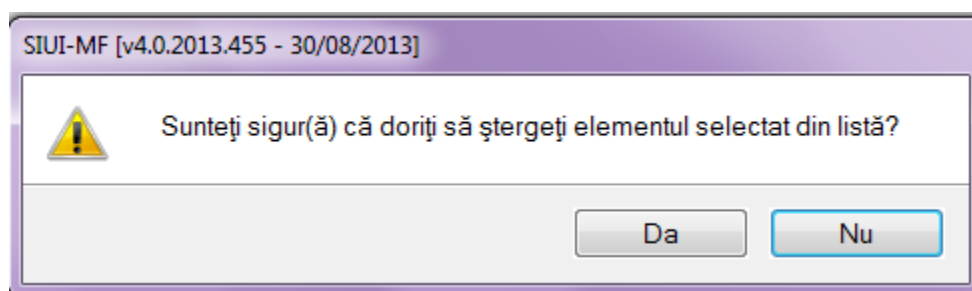 SIUI-MF [v4.0.2013.455 - 30/08/2013]
Sunteţi sigur(ă) că doriţi să ştergeţi elementul selectat din listă?
Da
Nu